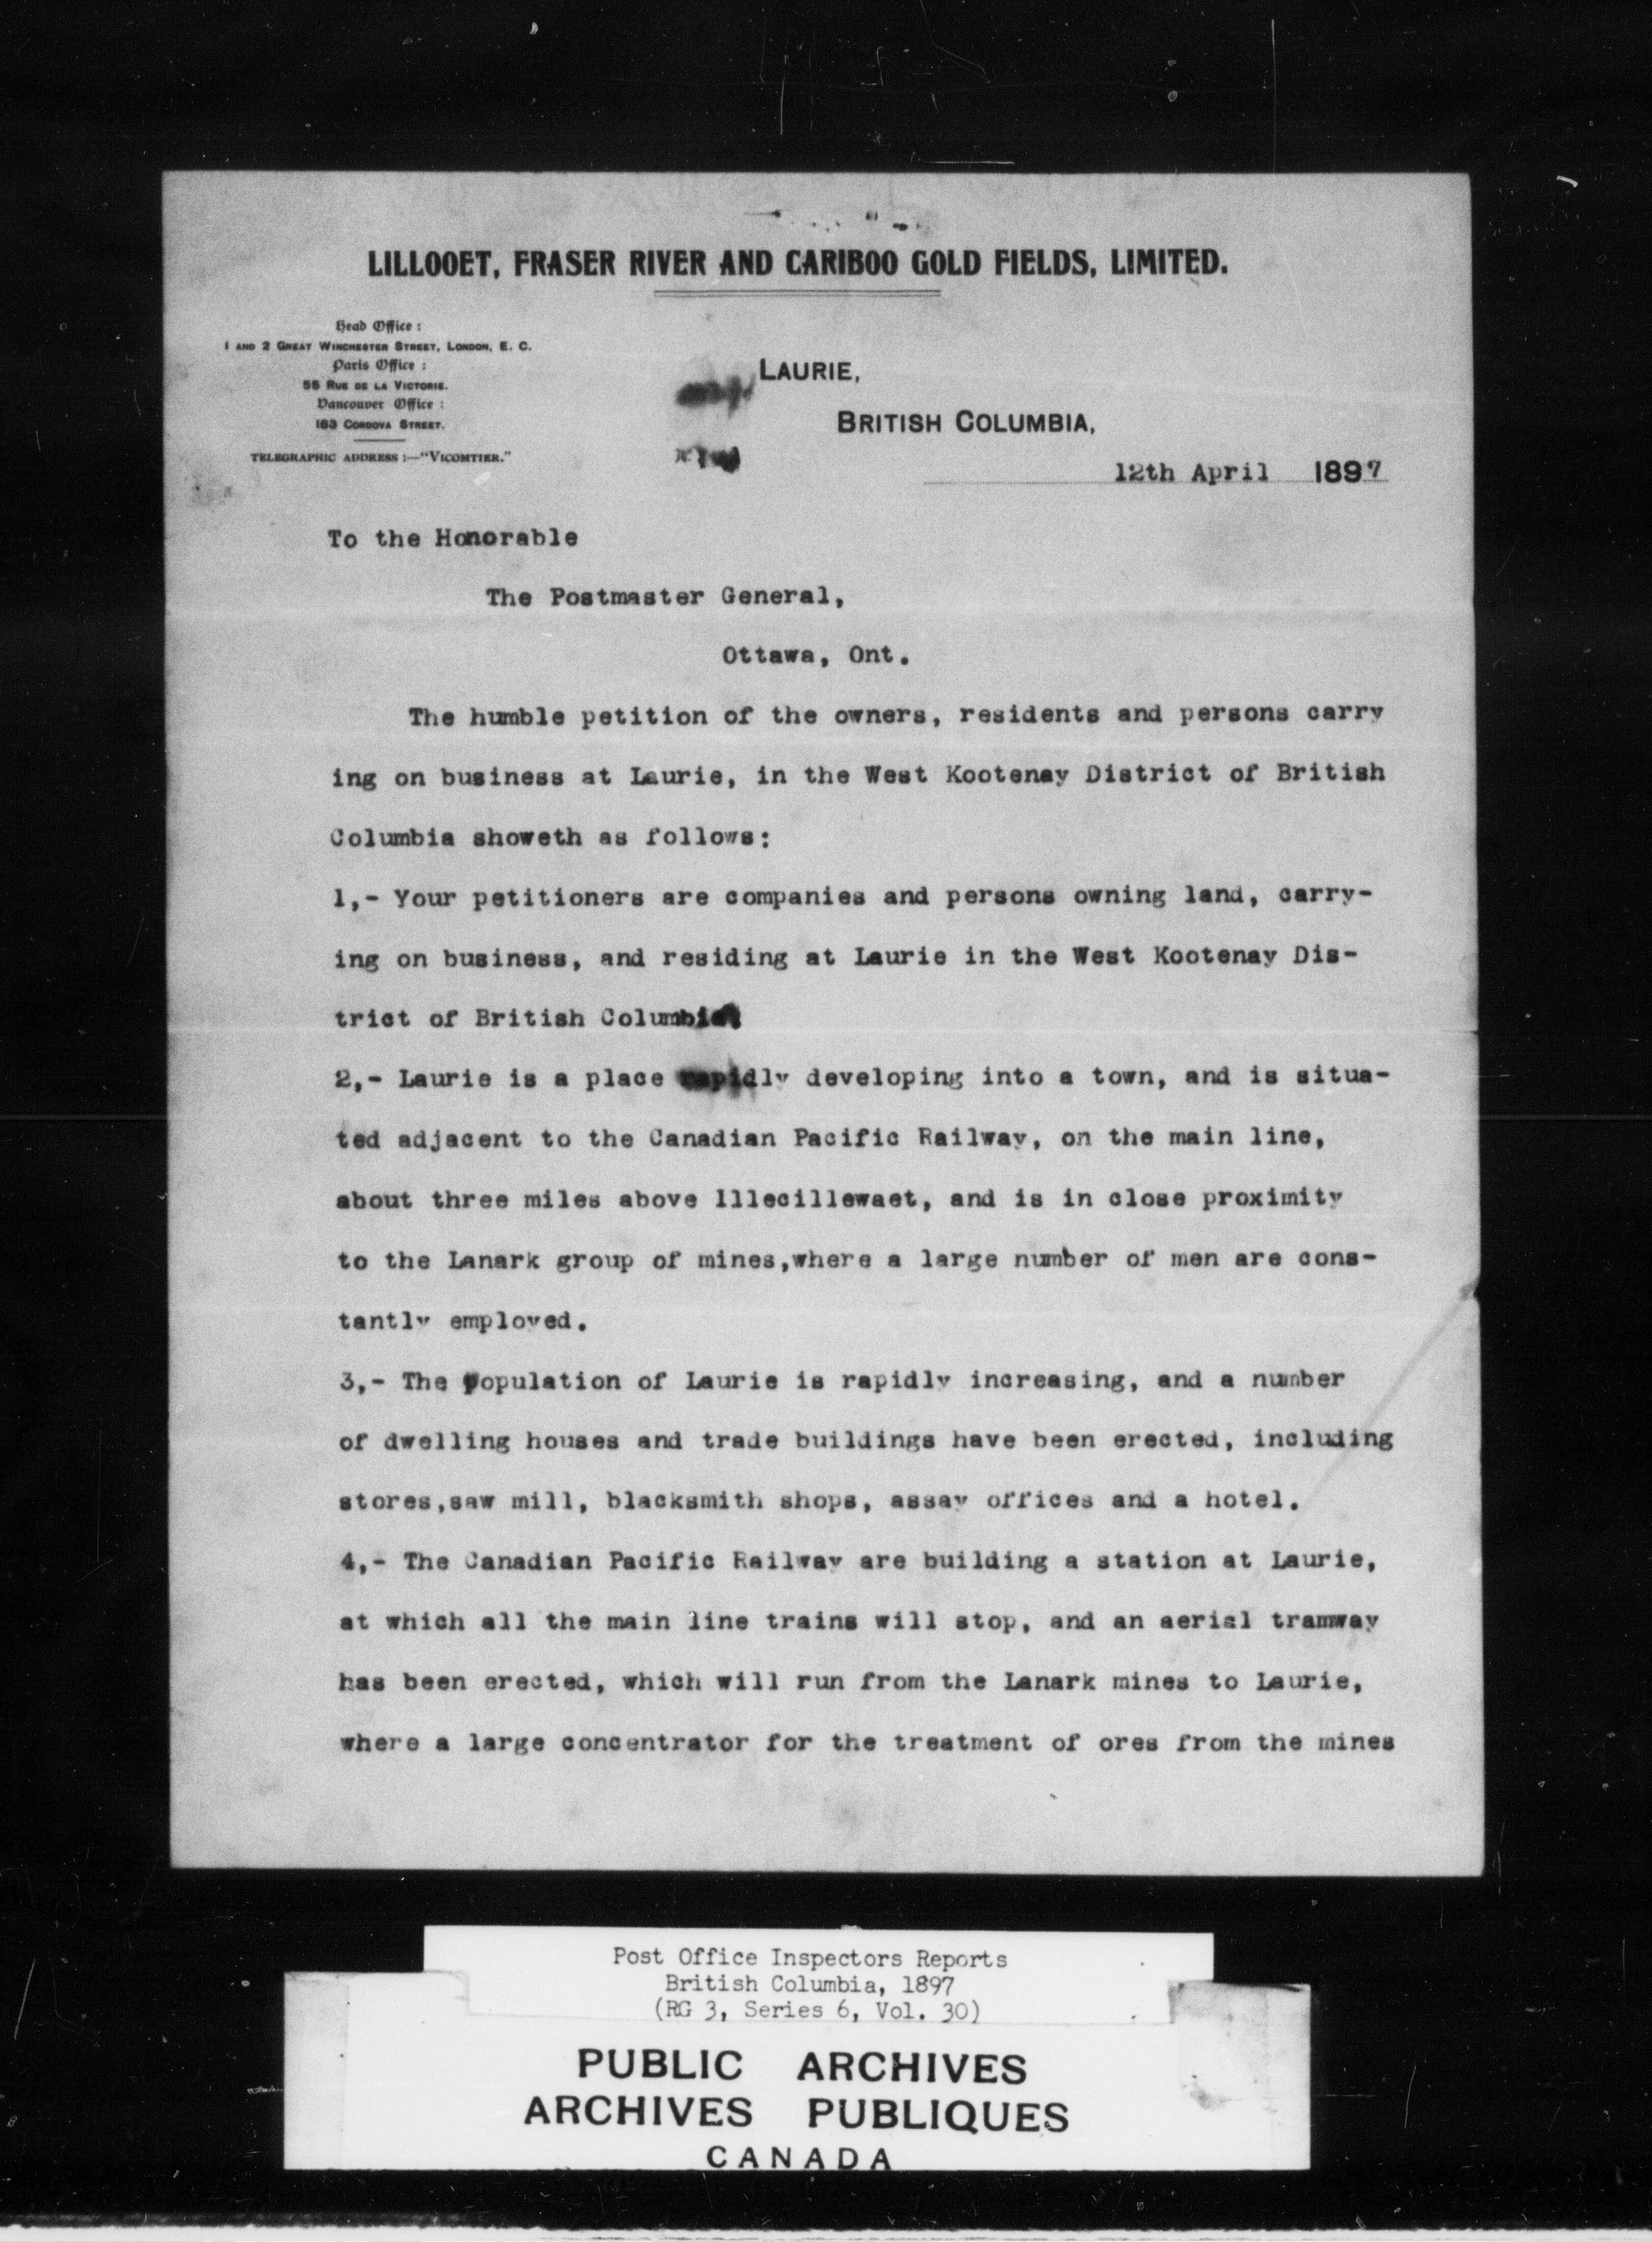 LILLOOET, FRASER RIVER AND CARIBOO GOLD FIELDS, LIMITED.
Head Office :
1 AND 2 GREAT WINCHESTER STREET, LONDON, E. C.
Paris Office :
55 RUE DE LA VICTORIE.
Vancouver Office :
163 CORDOVA STREET.
TELEGRAPHIC ADDRESS :—"VICOMTIER."
LAURIE,
BRITISH COLUMBIA,
12th April 1897
To the Honorable
The Postmaster General,
Ottawa, Ont.
The humble petition of the owners, residents and persons carry
ing on business at Laurie, in the West Kootenay District of British
Columbia showeth as follows:
1,- Your petitioners are companies and persons owning land, carry-
ing on business, and residing at Laurie in the West Kootenay Dis-
trict of British Columbia
2,- Laurie is a place rapidly developing into a town, and is situa-
ted adjacent to the Canadian Pacific Railway, on the main line,
about three miles above Illecillewaet, and is in close proximity
to the Lanark group of mines,where a large number of men are cons-
tantly employed.
3,- The population of Laurie is rapidly increasing, and a number
of dwelling houses and trade buildings have been erected, including
stores,saw mill, blacksmith shops, assay offices and a hotel.
4,- The Canadian Pacific Railway are building a station at Laurie,
at which all the main line trains will stop, and an aerial tramway
has been erected, which will run from the Lanark mines to Laurie,
where a large concentrator for the treatment of ores from the mines
Post Office Inspectors Reports
British Columbia, 1897
(RG 3, Series 6, Vol. 30)
PUBLIC ARCHIVES
ARCHIVES PUBLIQUES
CANADA